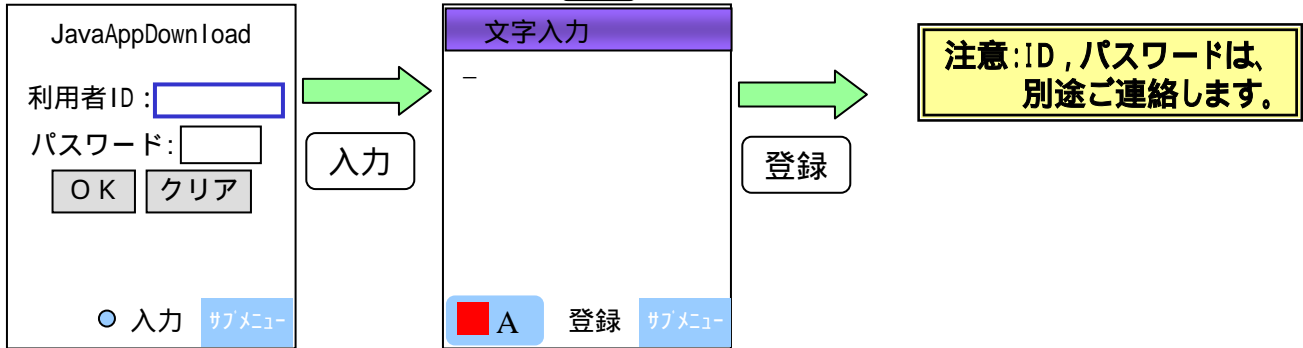 JavaAppDownload
利用者ID:
パスワード:
OK クリア
入力 ｻﾌﾞﾒﾆｭｰ
入力
文字入力
_
A 登録 ｻﾌﾞﾒﾆｭｰ
登録
注意:ID,パスワードは、
別途ご連絡します。